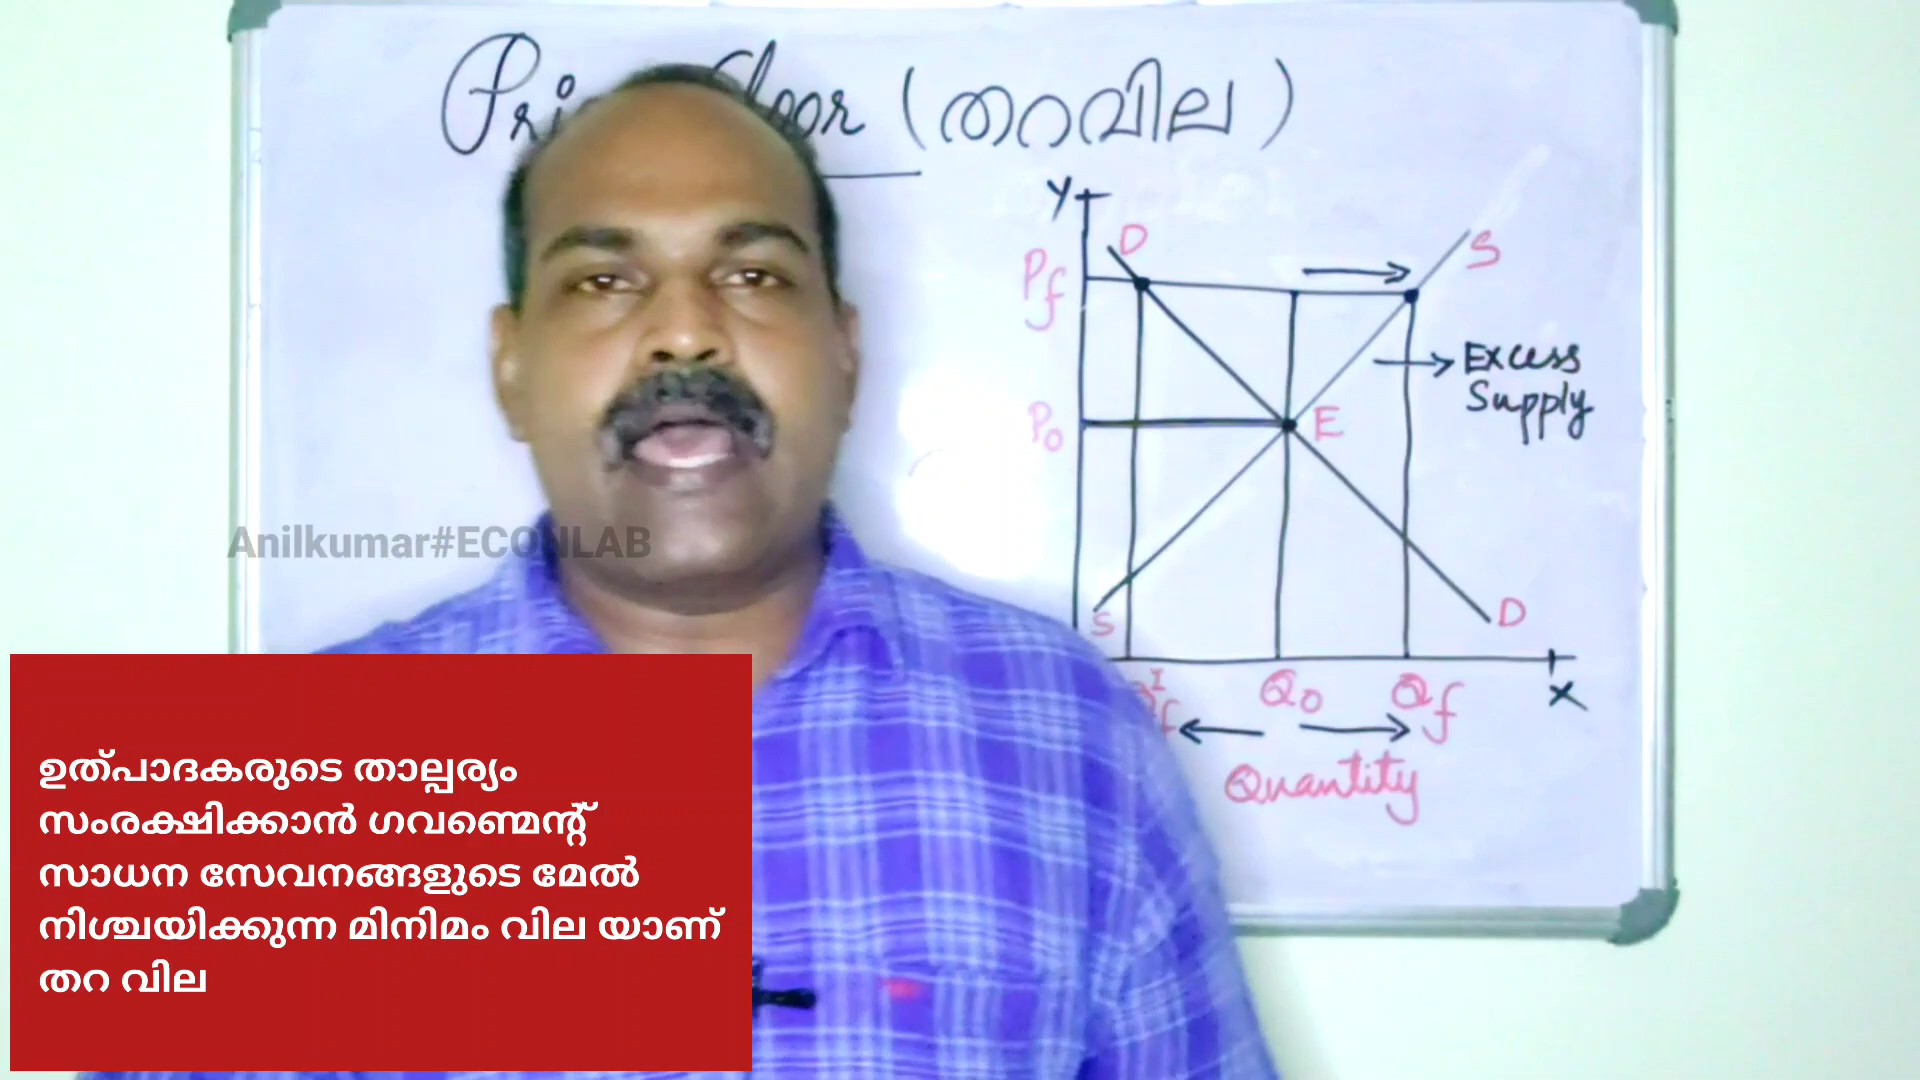 (തറവില)
Y
D
S
Pf
Excess
Supply
P0
E
Anilkumar#ECONLAB
S
D
Q0
Qf
X
Quantity
ഉത്പാദകരുടെ താല്പര്യം
സംരക്ഷിക്കാൻ ഗവണ്മെന്റ്
സാധന സേവനങ്ങളുടെ മേൽ
നിശ്ചയിക്കുന്ന മിനിമം വില യാണ്
തറ വില